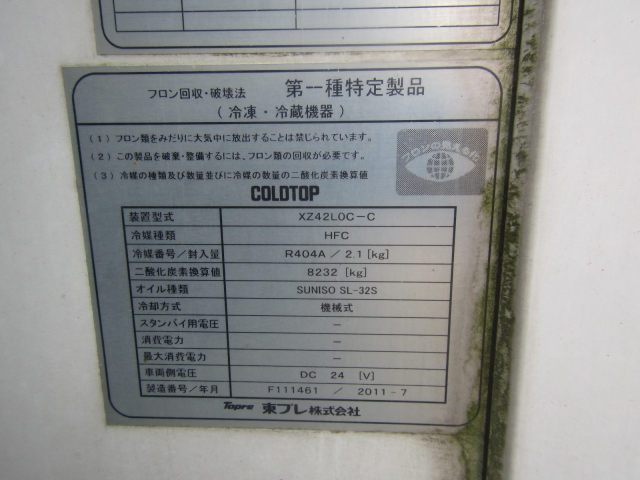 フロン回収・破壊法 第一種特定製品
(冷凍・冷蔵機器)
(1) フロン類をみだりに大気中に放出することは禁じられています。
(2) この製品を廃棄・整備するには、フロン類の回収が必要です。
(3) 冷媒の種類及び数量並びに冷媒の数量の二酸化炭素換算値
フロンの見える化
COLDTOP
装置型式 XZ42LOC-C
冷媒種類 HFC
冷媒番号/封入量 R404A / 2.1 [kg]
二酸化炭素換算値 8232 [kg]
オイル種類 SUNISO SL-32S
冷却方式 機械式
スタンバイ用電圧 -
消費電力 -
最大消費電力 -
車両側電圧 DC 24 [V]
製造番号/年月 F111461 / 2011-7
Topre 東プレ株式会社